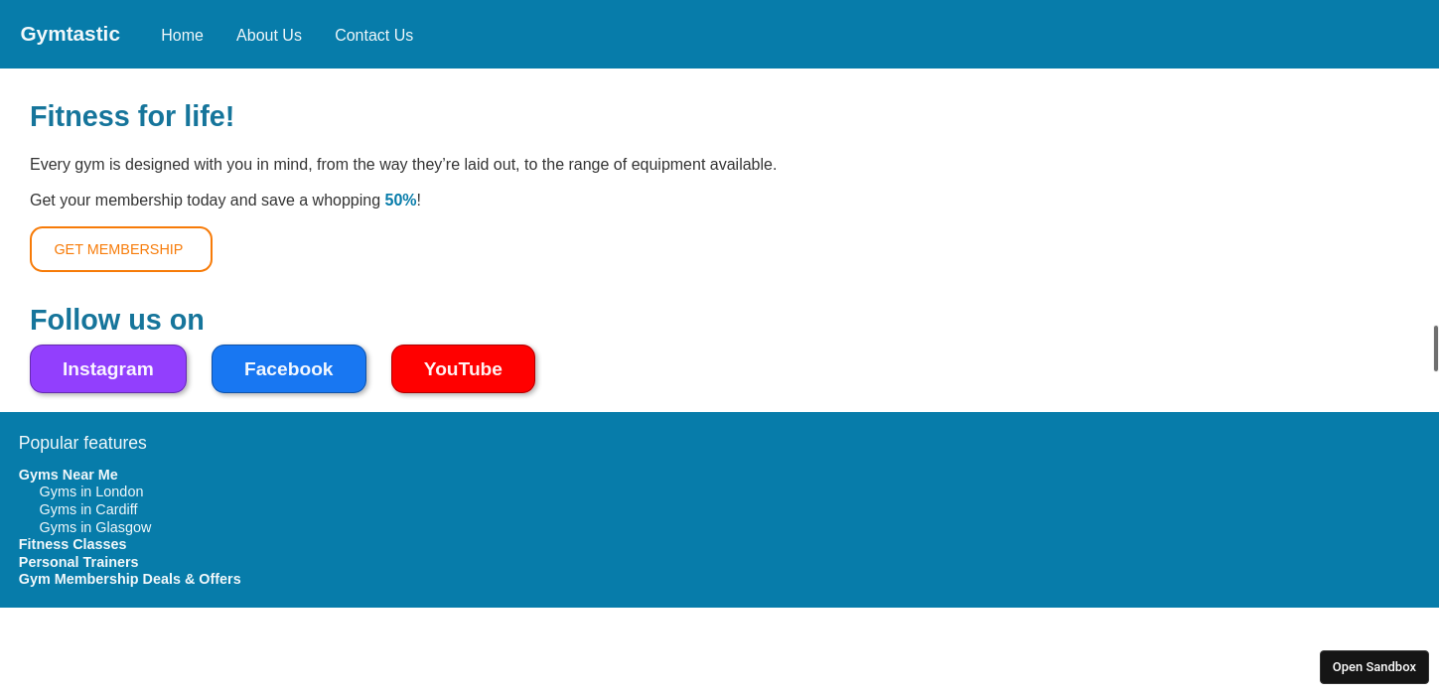 Gymtastic Home About Us Contact Us
Fitness for life!
Every gym is designed with you in mind, from the way they’re laid out, to the range of equipment available.
Get your membership today and save a whopping 50%!
GET MEMBERSHIP
Follow us on
Instagram Facebook YouTube
Popular features
Gyms Near Me
Gyms in London
Gyms in Cardiff
Gyms in Glasgow
Fitness Classes
Personal Trainers
Gym Membership Deals & Offers
Open Sandbox